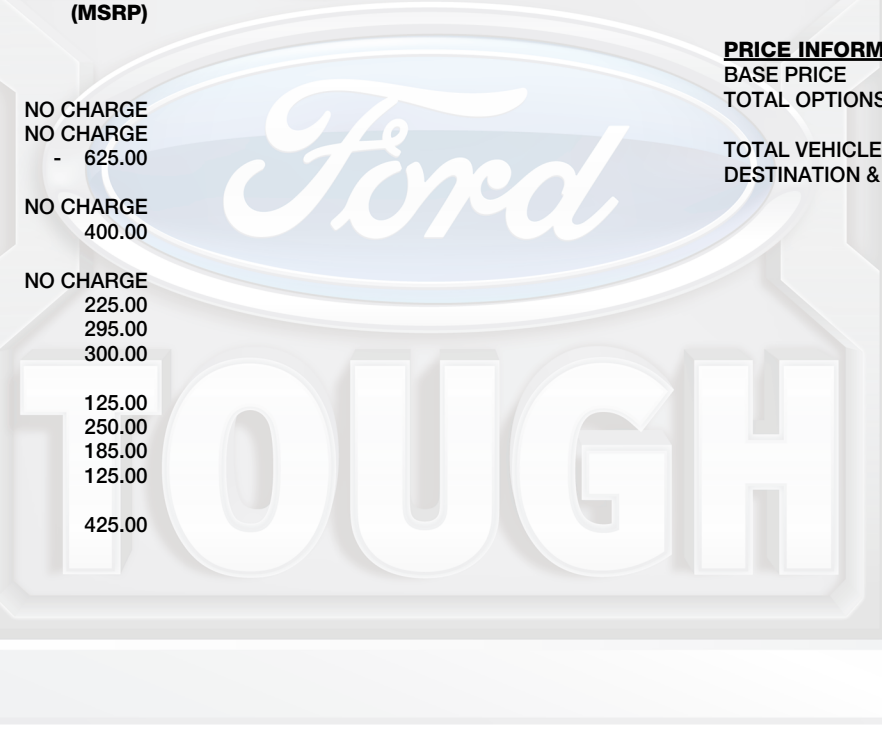 (MSRP)
NO CHARGE
NO CHARGE
- 625.00
NO CHARGE
400.00
NO CHARGE
225.00
295.00
300.00
125.00
250.00
185.00
125.00
425.00
PRICE INFORM
BASE PRICE
TOTAL OPTIONS
TOTAL VEHICLE
DESTINATION &
Ford
TOUGH